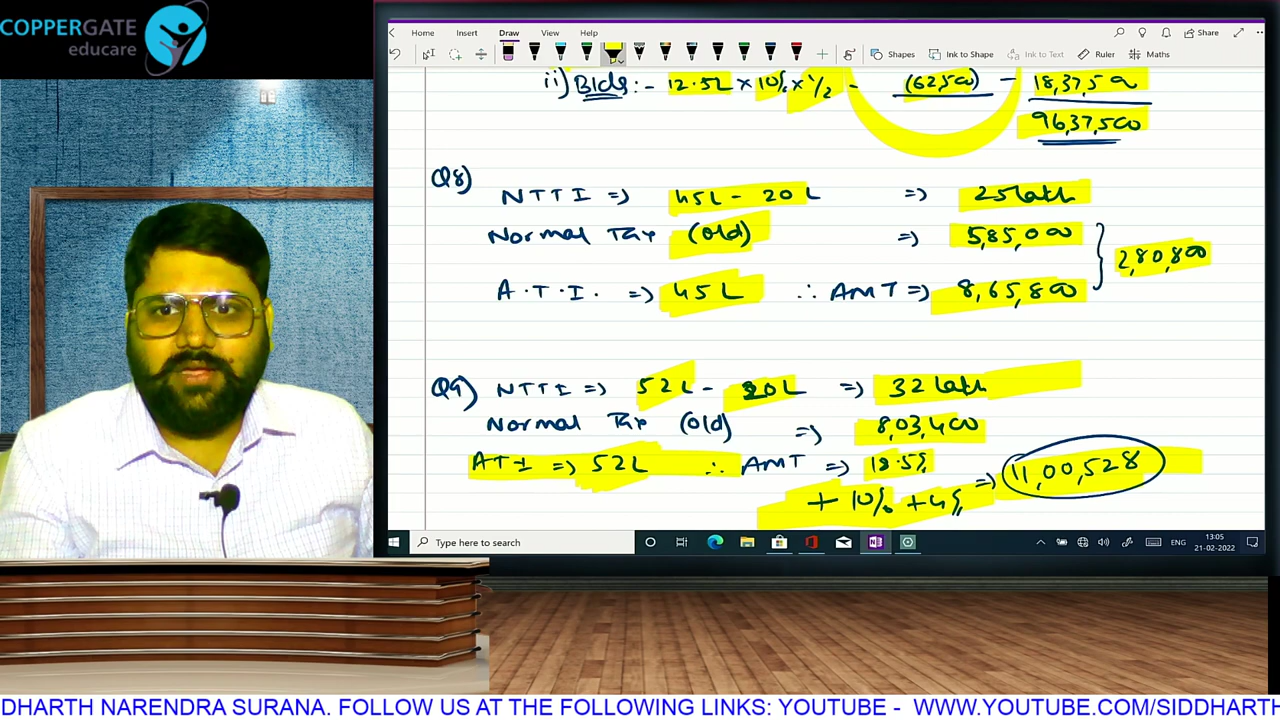 COPPERGATE
educare
Home Insert Draw View Help
Share
Shapes Ink to Shape Ink to Text Ruler Maths
ii) Bldg :- 12.5L x 10% x 1/2 - (62,500) - 18,37,500
96,37,500
Q8)
NTTI => 45L - 20L => 25 lakh
Normal Tax (Old) => 5,85,000
2,80,800
A.T.I. => 45L ∴ AMT => 8,65,800
Q9) NTTI => 52L - 20L => 32 lakh
Normal Tax (Old) => 8,03,400
ATI => 52L ∴ AMT => 18.5%
+ 10% + 4% => 11,00,528
Type here to search
ENG
13:05
21-02-2022
DHARTH NARENDRA SURANA. FOLLOW US AT THE FOLLOWING LINKS: YOUTUBE - WWW.YOUTUBE.COM/SIDDHARTH